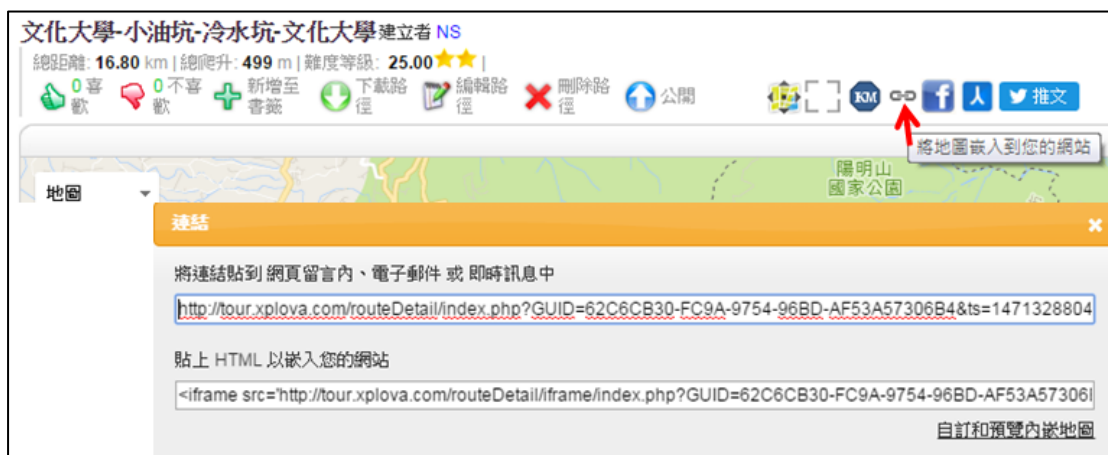 文化大學-小油坑-冷水坑-文化大學 建立者 NS
總距離: 16.80 km | 總爬升: 499 m | 難度等級: 25.00 |
0 喜歡 0 不喜歡 新增至書籤 下載路徑 編輯路徑 刪除路徑 公開 KM f 推文
將地圖嵌入到您的網站
陽明山
國家公園
地圖
連結
將連結貼到 網頁留言內、電子郵件 或 即時訊息中
http://tour.xplova.com/routeDetail/index.php?GUID=62C6CB30-FC9A-9754-96BD-AF53A57306B4&ts=1471328804
貼上 HTML 以嵌入您的網站
<iframe src='http://tour.xplova.com/routeDetail/iframe/index.php?GUID=62C6CB30-FC9A-9754-96BD-AF53A57306
自訂和預覽內嵌地圖